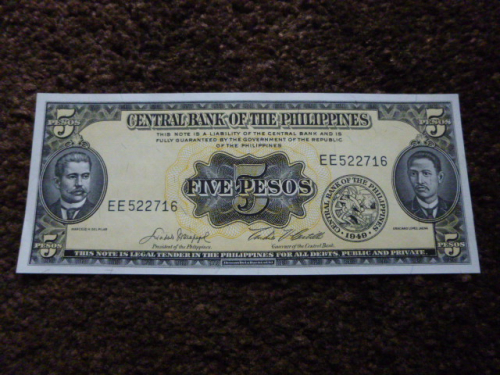 5 5
PESOS PESOS
CENTRAL BANK OF THE PHILIPPINES
THIS NOTE IS A LIABILITY OF THE CENTRAL BANK AND IS
FULLY GUARANTEED BY THE GOVERNMENT OF THE REPUBLIC
OF THE PHILIPPINES
EE522716
EE522716
FIVE PESOS
5
CENTRAL BANK OF THE PHILIPPINES
1949
President of the Philippines
Governor of the Central Bank
5 5
PESOS PESOS
THIS NOTE IS LEGAL TENDER IN THE PHILIPPINES FOR ALL DEBTS, PUBLIC AND PRIVATE